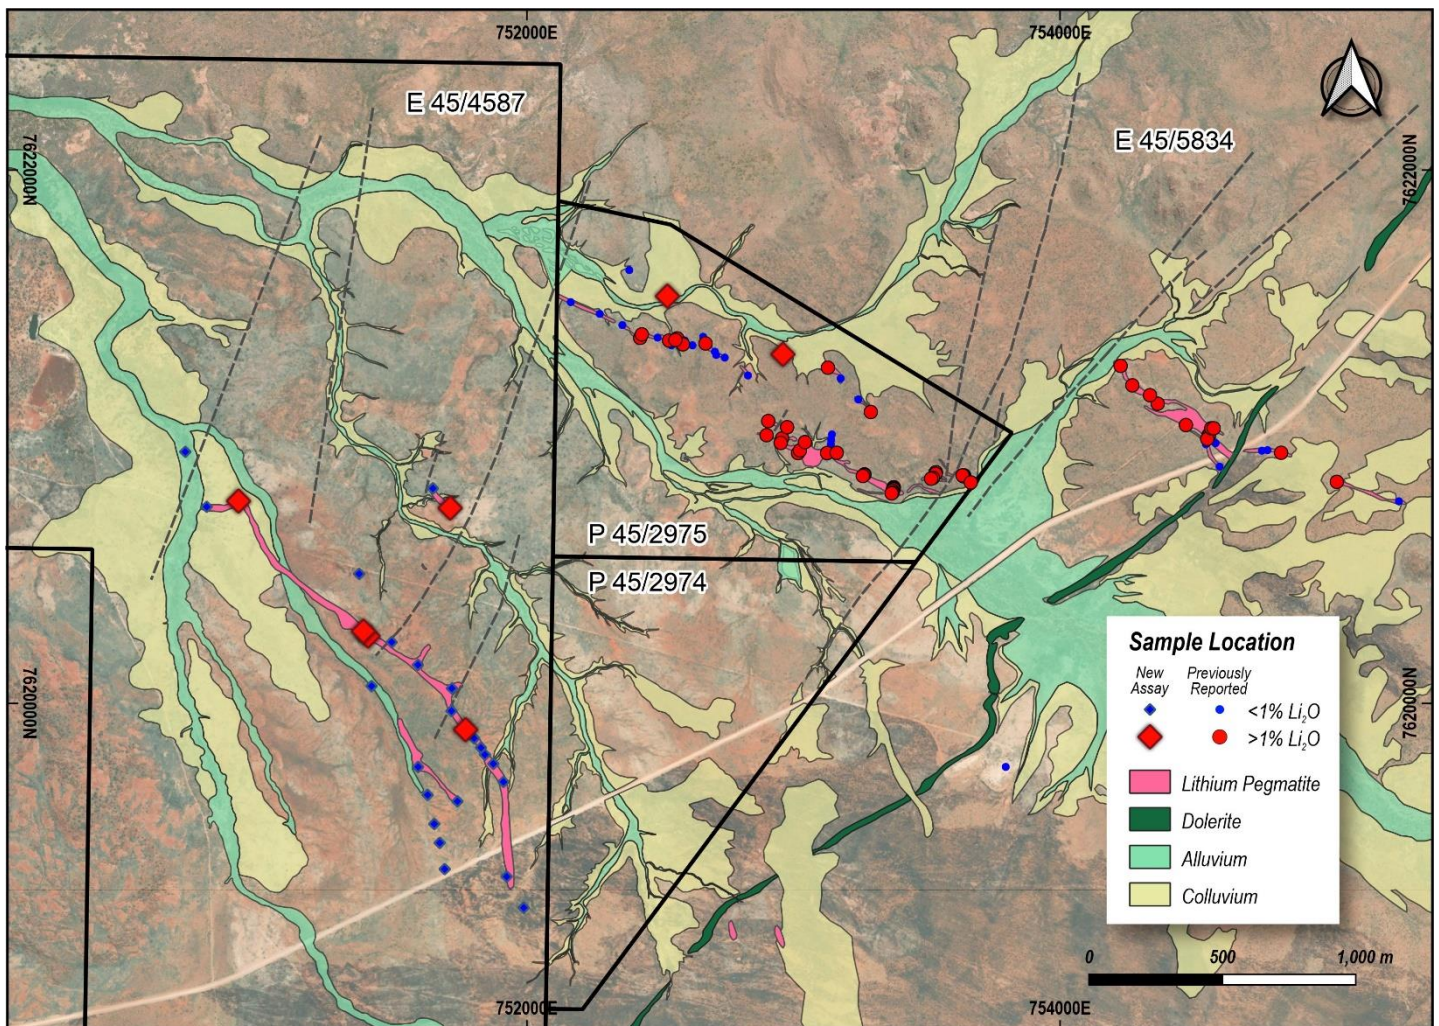 752000E
754000E
E 45/4587
E 45/5834
7622000N
7622000N
P 45/2975
P 45/2974
7620000N
7620000N
Sample Location
New Assay
Previously Reported
<1% Li₂O
>1% Li₂O
Lithium Pegmatite
Dolerite
Alluvium
Colluvium
0 500 1,000 m
752000E
754000E